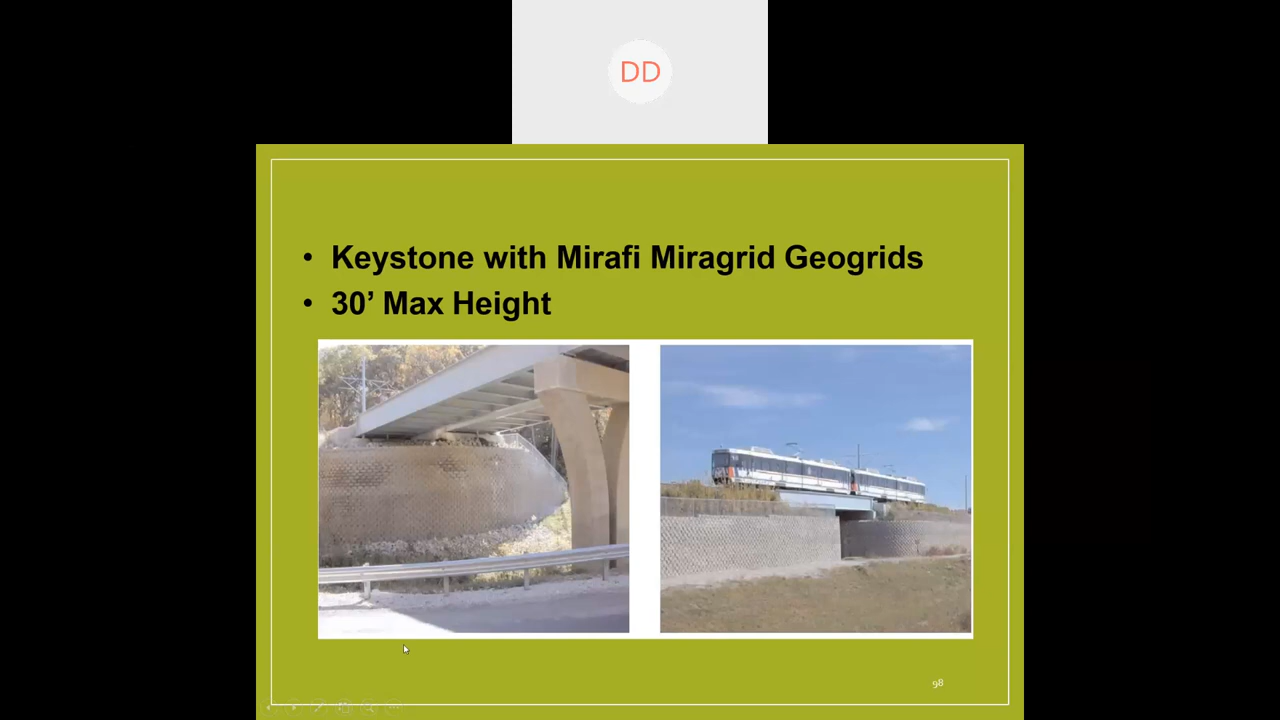 DD
• Keystone with Mirafi Miragrid Geogrids
• 30’ Max Height
98